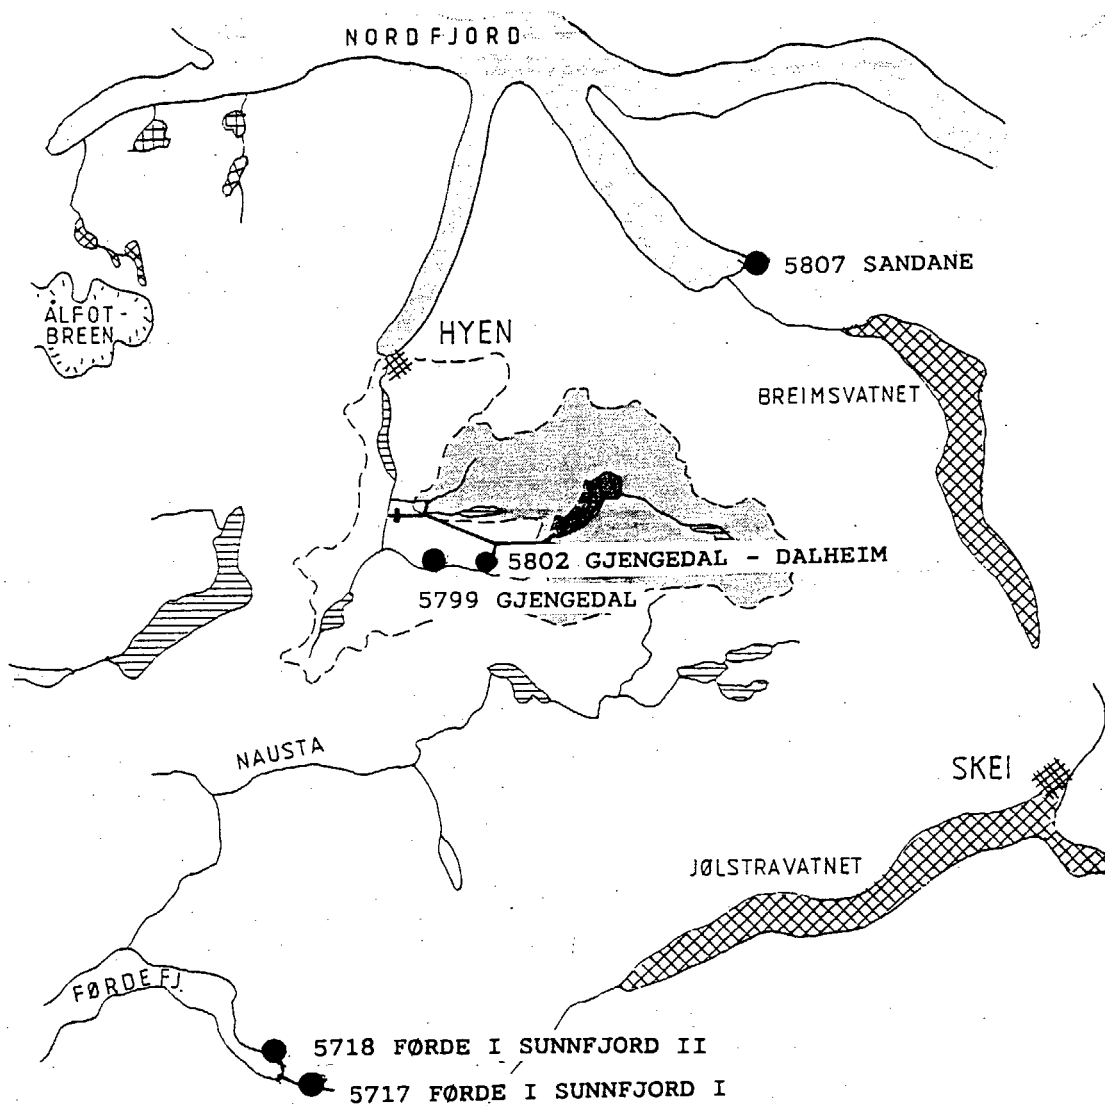 NORDFJORD
5807 SANDANE
ÅLFOT-
BREEN
HYEN
BREIMSVATNET
5802 GJENGEDAL - DALHEIM
5799 GJENGEDAL
NAUSTA
SKEI
JØLSTRAVATNET
FØRDEFJ.
5718 FØRDE I SUNNFJORD II
5717 FØRDE I SUNNFJORD I